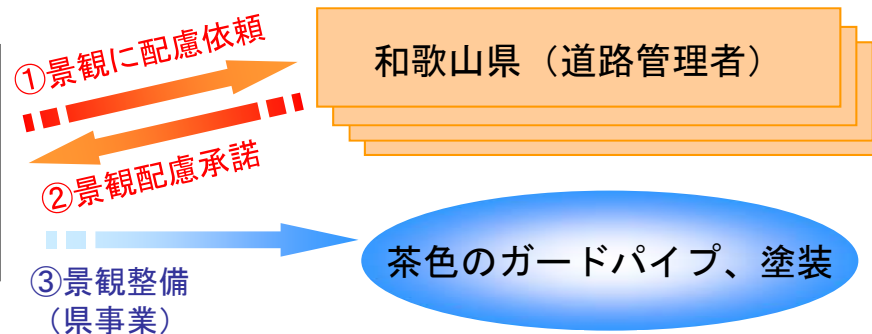 ①景観に配慮依頼
和歌山県（道路管理者）
②景観配慮承諾
茶色のガードパイプ、塗装
③景観整備
（県事業）